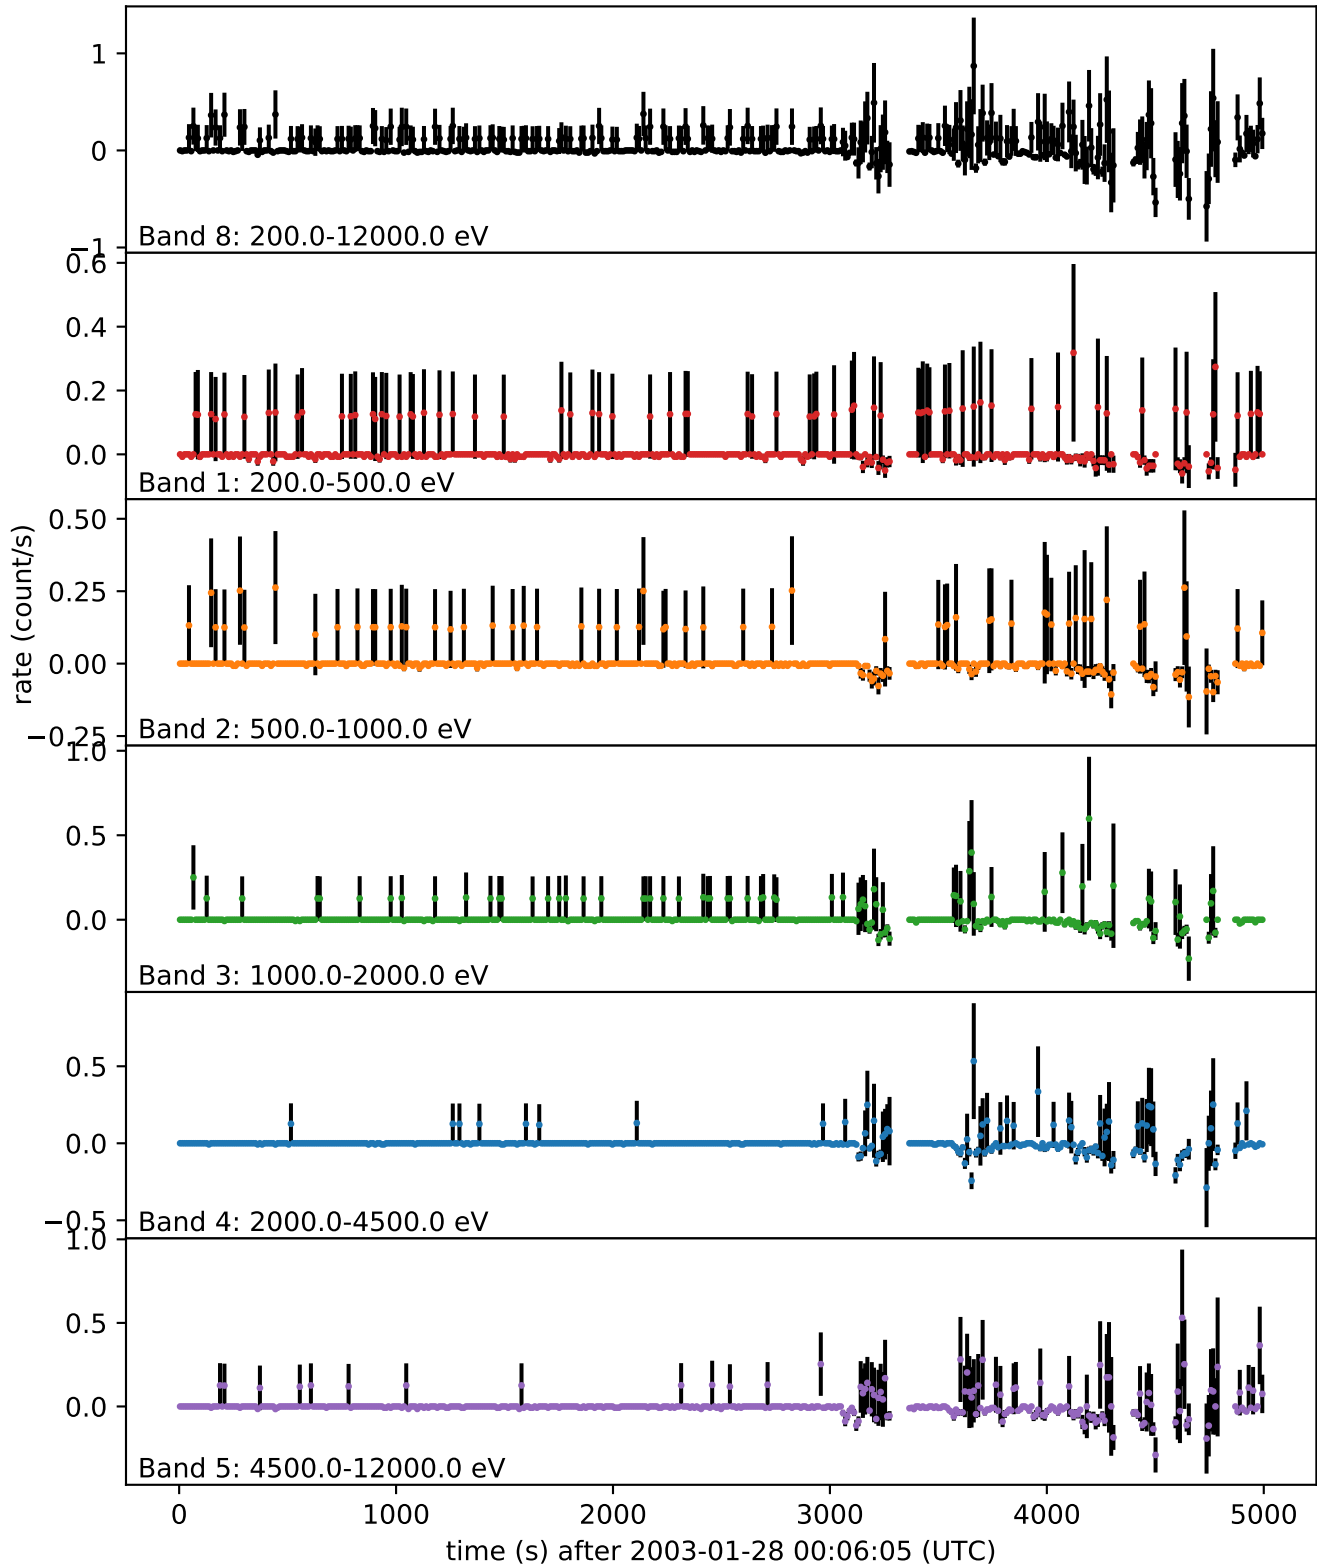 1
0
−1
Band 8: 200.0-12000.0 eV
0.6
0.4
0.2
0.0
Band 1: 200.0-500.0 eV
0.50
0.25
0.00
−0.25
Band 2: 500.0-1000.0 eV
rate (count/s)
1.0
0.5
0.0
Band 3: 1000.0-2000.0 eV
0.5
0.0
−0.5
Band 4: 2000.0-4500.0 eV
1.0
0.5
0.0
Band 5: 4500.0-12000.0 eV
0 1000 2000 3000 4000 5000
time (s) after 2003-01-28 00:06:05 (UTC)